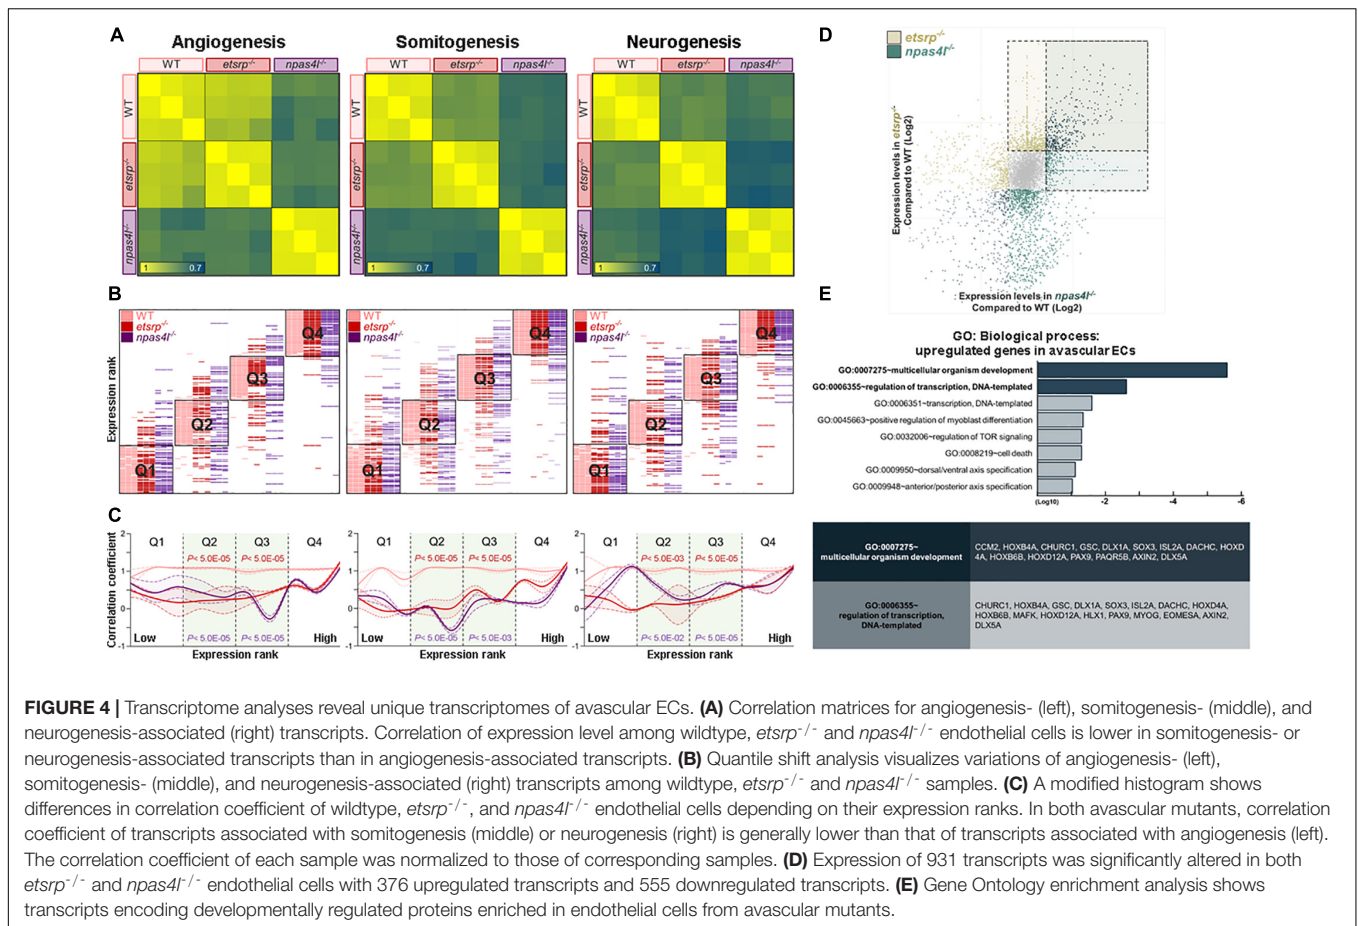 A
Angiogenesis
Somitogenesis
Neurogenesis
WT
etsrp-/-
npas4l-/-
WT
etsrp-/-
npas4l-/-
WT
etsrp-/-
npas4l-/-
WT
etsrp-/-
npas4l-/-
WT
etsrp-/-
npas4l-/-
WT
etsrp-/-
npas4l-/-
1 0.7
1 0.7
1 0.7
B
Expression rank
WT
etsrp-/-
npas4l-/-
Q1
Q2
Q3
Q4
WT
etsrp-/-
npas4l-/-
Q1
Q2
Q3
Q4
WT
etsrp-/-
npas4l-/-
Q1
Q2
Q3
Q4
C
Correlation coefficient
2
1
0
-1
Q1 Q2 Q3 Q4
P< 5.0E-05 P< 5.0E-05
P< 5.0E-05 P< 5.0E-05
Low High
Expression rank
2
1
0
-1
Q1 Q2 Q3 Q4
P< 5.0E-05 P< 5.0E-05
P< 5.0E-05 P< 5.0E-03
Low High
Expression rank
2
1
0
-1
Q1 Q2 Q3 Q4
P< 5.0E-03 P< 5.0E-05
P< 5.0E-02 P< 5.0E-05
Low High
Expression rank
D
etsrp-/-
npas4l-/-
Expression levels in etsrp-/-
Compared to WT (Log2)
Expression levels in npas4l-/-
Compared to WT (Log2)
E
GO: Biological process:
upregulated genes in avascular ECs
GO:0007275~multicellular organism development
GO:0006355~regulation of transcription, DNA-templated
GO:0006351~transcription, DNA-templated
GO:0045663~positive regulation of myoblast differentiation
GO:0032006~regulation of TOR signaling
GO:0008219~cell death
GO:0009950~dorsal/ventral axis specification
GO:0009948~anterior/posterior axis specification
(Log10) -2 -4 -6
GO:0007275~
multicellular organism development
CCM2, HOXB4A, CHURC1, GSC, DLX1A, SOX3, ISL2A, DACHC, HOXD
4A, HOXB6B, HOXD12A, PAX9, PAQR5B, AXIN2, DLX5A
GO:0006355~
regulation of transcription,
DNA-templated
CHURC1, HOXB4A, GSC, DLX1A, SOX3, ISL2A, DACHC, HOXD4A,
HOXB6B, MAFK, HOXD12A, HLX1, PAX9, MYOG, EOMESA, AXIN2,
DLX5A
FIGURE 4 | Transcriptome analyses reveal unique transcriptomes of avascular ECs. (A) Correlation matrices for angiogenesis- (left), somitogenesis- (middle), and
neurogenesis-associated (right) transcripts. Correlation of expression level among wildtype, etsrp-/- and npas4l-/- endothelial cells is lower in somitogenesis- or
neurogenesis-associated transcripts than in angiogenesis-associated transcripts. (B) Quantile shift analysis visualizes variations of angiogenesis- (left),
somitogenesis- (middle), and neurogenesis-associated (right) transcripts among wildtype, etsrp-/- and npas4l-/- samples. (C) A modified histogram shows
differences in correlation coefficient of wildtype, etsrp-/-, and npas4l-/- endothelial cells depending on their expression ranks. In both avascular mutants, correlation
coefficient of transcripts associated with somitogenesis (middle) or neurogenesis (right) is generally lower than that of transcripts associated with angiogenesis (left).
The correlation coefficient of each sample was normalized to those of corresponding samples. (D) Expression of 931 transcripts was significantly altered in both
etsrp-/- and npas4l-/- endothelial cells with 376 upregulated transcripts and 555 downregulated transcripts. (E) Gene Ontology enrichment analysis shows
transcripts encoding developmentally regulated proteins enriched in endothelial cells from avascular mutants.